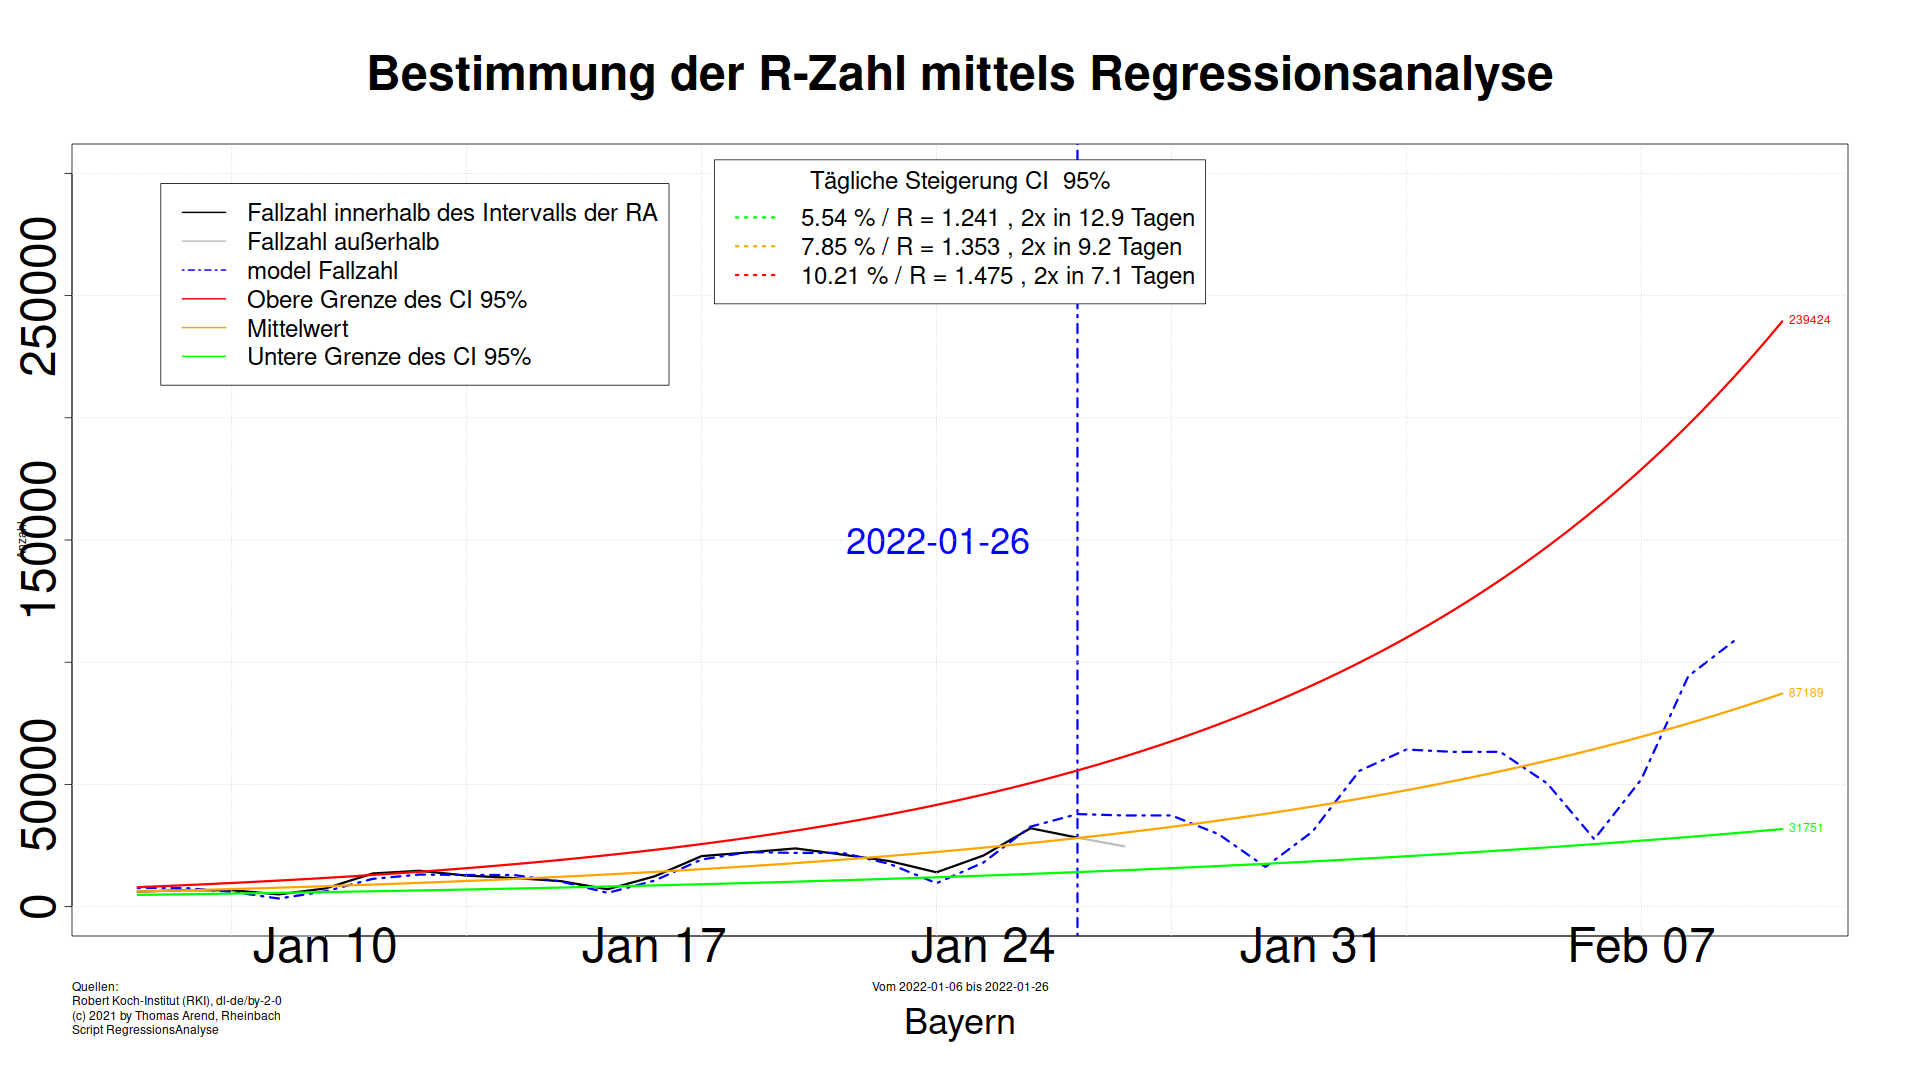 Bestimmung der R-Zahl mittels Regressionsanalyse
Fallzahl innerhalb des Intervalls der RA
Fallzahl außerhalb
model Fallzahl
Obere Grenze des CI 95%
Mittelwert
Untere Grenze des CI 95%
Tägliche Steigerung CI  95%
5.54 % / R = 1.241 , 2x in 12.9 Tagen
7.85 % / R = 1.353 , 2x in 9.2 Tagen
10.21 % / R = 1.475 , 2x in 7.1 Tagen
250000
150000
50000
0
Anzahl
2022-01-26
239424
87189
31751
Jan 10
Jan 17
Jan 24
Jan 31
Feb 07
Quellen:
Robert Koch-Institut (RKI), dl-de/by-2-0
(c) 2021 by Thomas Arend, Rheinbach
Script RegressionsAnalyse
Vom 2022-01-06 bis 2022-01-26
Bayern